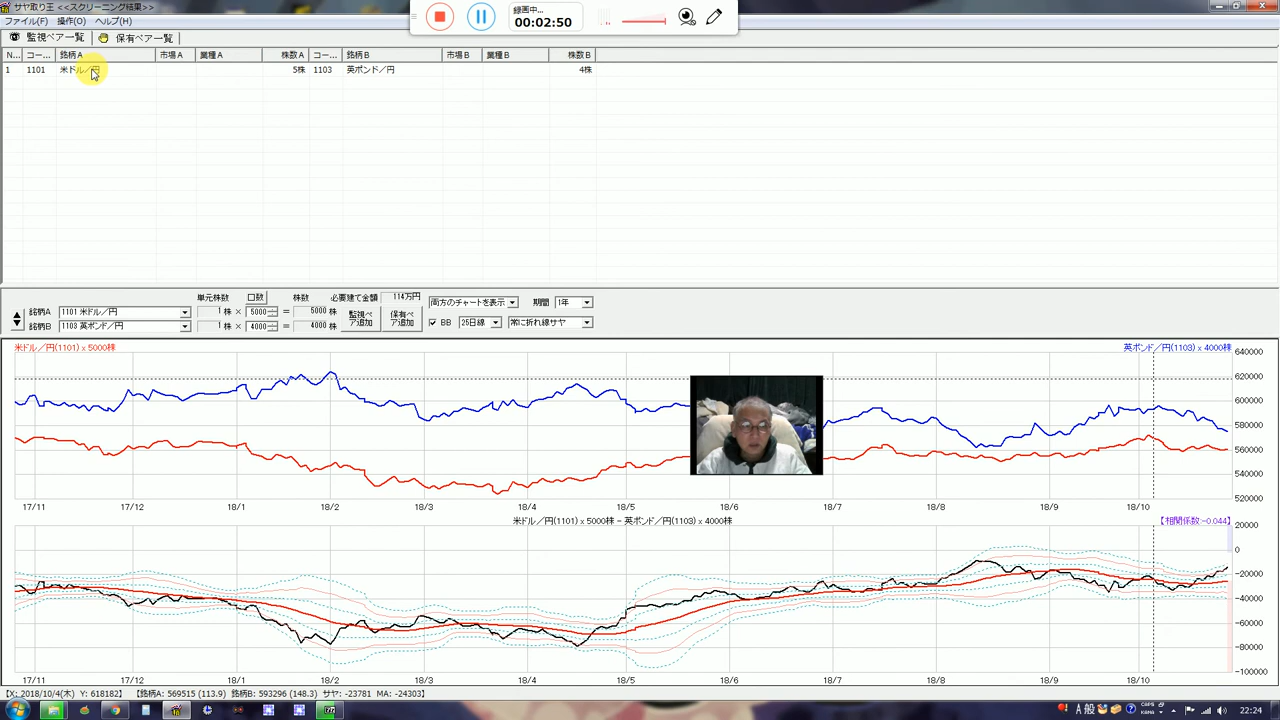 サヤ取り王 <<スクリーニング結果>>
録画中...
00:02:50
ファイル(F) 操作(O) ヘルプ(H)
監視ペア一覧 保有ペア一覧
N... コー... 銘柄A 市場A 業種A 株数A コー... 銘柄B 市場B 業種B 株数B
1 1101 米ドル／円 5株 1103 英ポンド／円 4株
単元株数 口数 株数 必要建て金額 114万円 両方のチャートを表示 期間 1年
銘柄A 1101 米ドル／円 1 株 × 5000 = 5000 株 監視ペア追加 保有ペア追加
銘柄B 1103 英ポンド／円 1 株 × 4000 = 4000 株 BB 25日線 常に折れ線サヤ
米ドル／円(1101) x 5000株 英ポンド／円(1103) x 4000株
640000
620000
600000
580000
560000
540000
520000
17/11 17/12 18/1 18/2 18/3 18/4 18/5 18/6 18/7 18/8 18/9 18/10
米ドル／円(1101) x 5000株 － 英ポンド／円(1103) x 4000株 【相関係数:-0.044】
20000
0
-20000
-40000
-60000
-80000
-100000
17/11 17/12 18/1 18/2 18/3 18/4 18/5 18/6 18/7 18/8 18/9 18/10
【X: 2018/10/4(木) Y: 618182】 【銘柄A: 569515 (113.9) 銘柄B: 593296 (148.3) サヤ: -23781 MA: -24303】
A 般 CAPS KANA 22:24